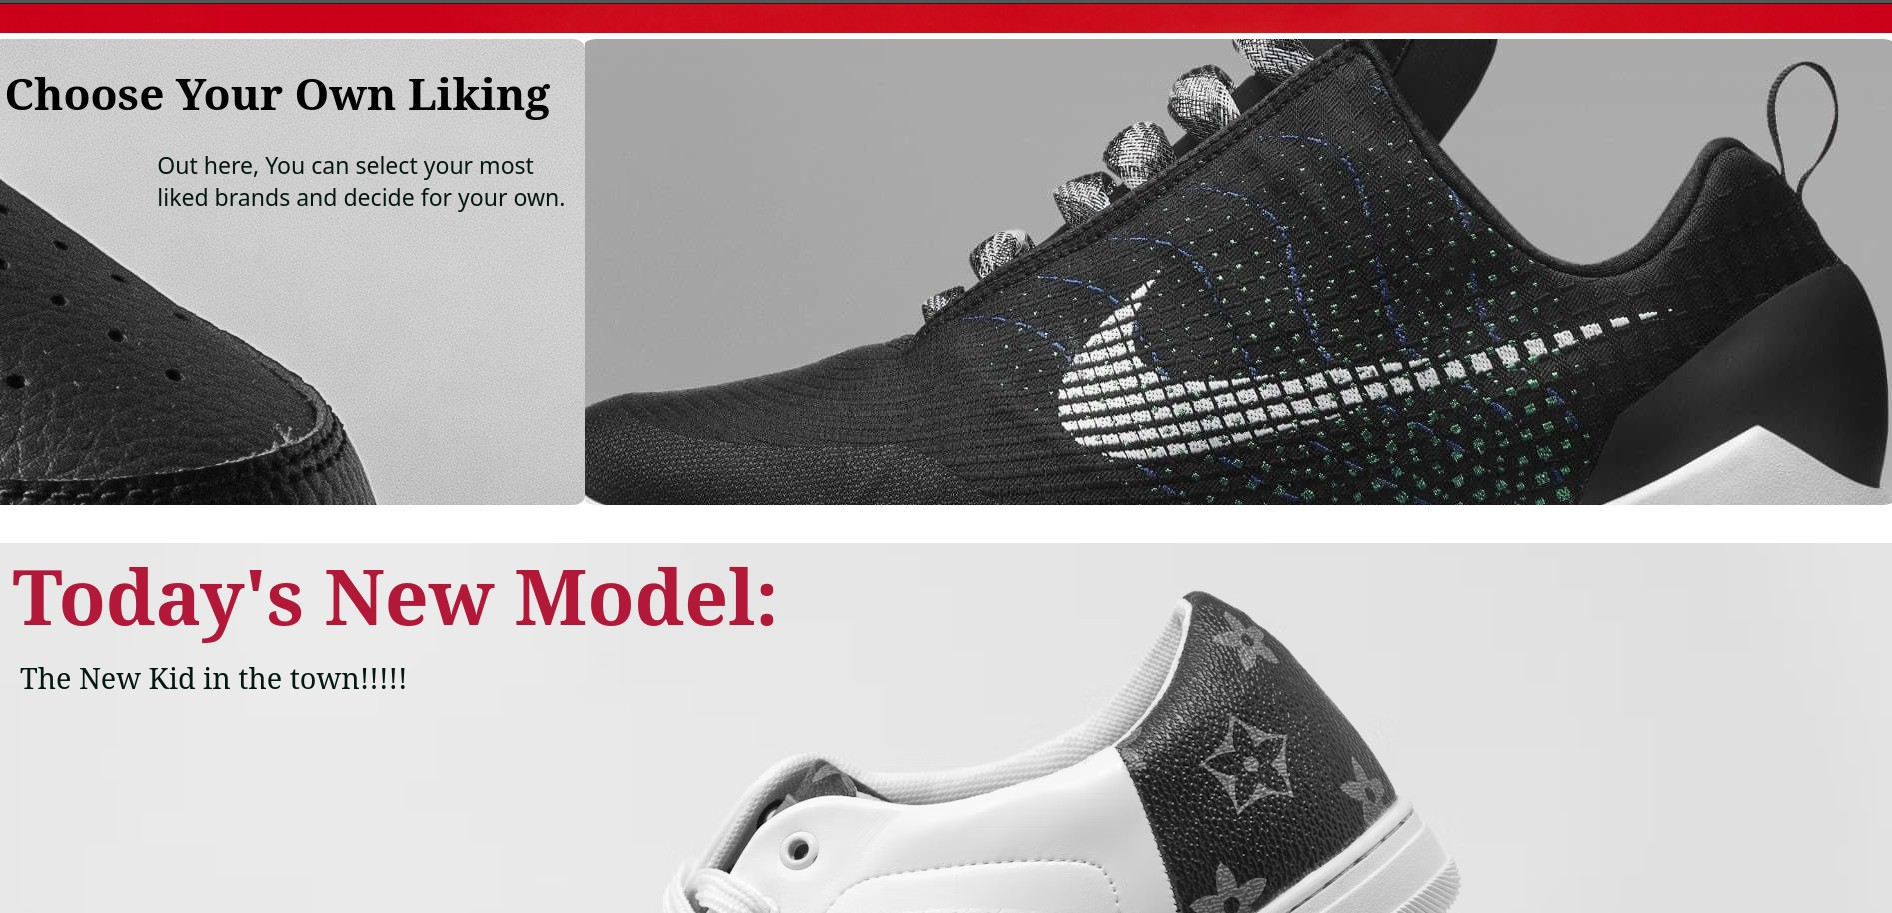 Choose Your Own Liking
Out here, You can select your most
liked brands and decide for your own.
Today's New Model:
The New Kid in the town!!!!!